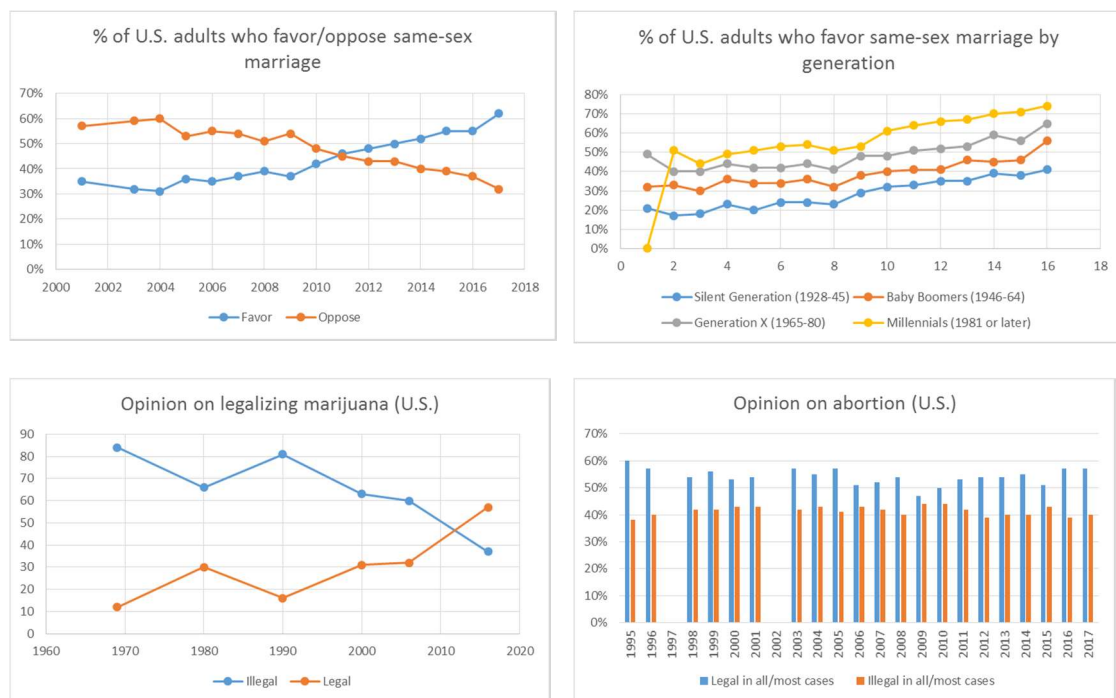 % of U.S. adults who favor/oppose same-sex
marriage
70%
60%
50%
40%
30%
20%
10%
0%
2000 2002 2004 2006 2008 2010 2012 2014 2016 2018
Favor Oppose
% of U.S. adults who favor same-sex marriage by
generation
80%
70%
60%
50%
40%
30%
20%
10%
0%
0 2 4 6 8 10 12 14 16 18
Silent Generation (1928-45) Baby Boomers (1946-64)
Generation X (1965-80) Millennials (1981 or later)
Opinion on legalizing marijuana (U.S.)
90
80
70
60
50
40
30
20
10
0
1960 1970 1980 1990 2000 2010 2020
Illegal Legal
Opinion on abortion (U.S.)
70%
60%
50%
40%
30%
20%
10%
0%
1995 1996 1997 1998 1999 2000 2001 2002 2003 2004 2005 2006 2007 2008 2009 2010 2011 2012 2013 2014 2015 2016 2017
Legal in all/most cases Illegal in all/most cases